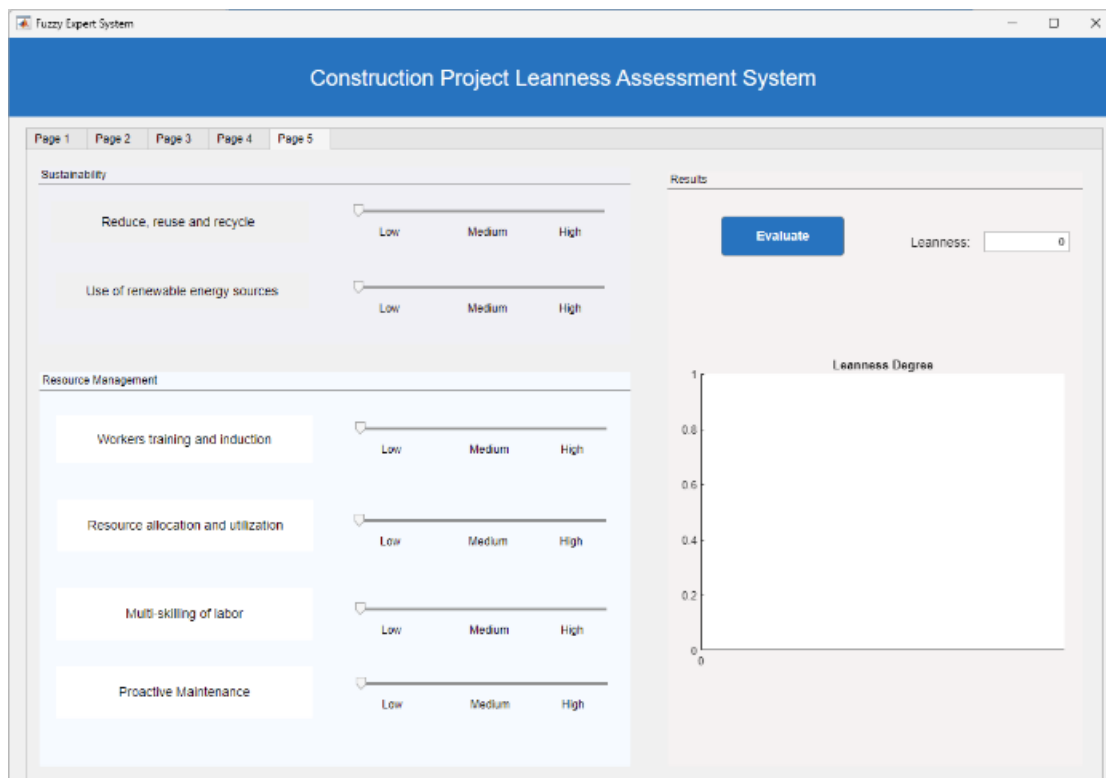 Fuzzy Expert System
Construction Project Leanness Assessment System
Page 1 Page 2 Page 3 Page 4 Page 5
Sustainability
Reduce, reuse and recycle
Low Medium High
Use of renewable energy sources
Low Medium High
Resource Management
Workers training and induction
Low Medium High
Resource allocation and utilization
Low Medium High
Multi-skilling of labor
Low Medium High
Proactive Maintenance
Low Medium High
Results
Evaluate
Leanness: 0
Leanness Degree
1
0.8
0.6
0.4
0.2
0
0